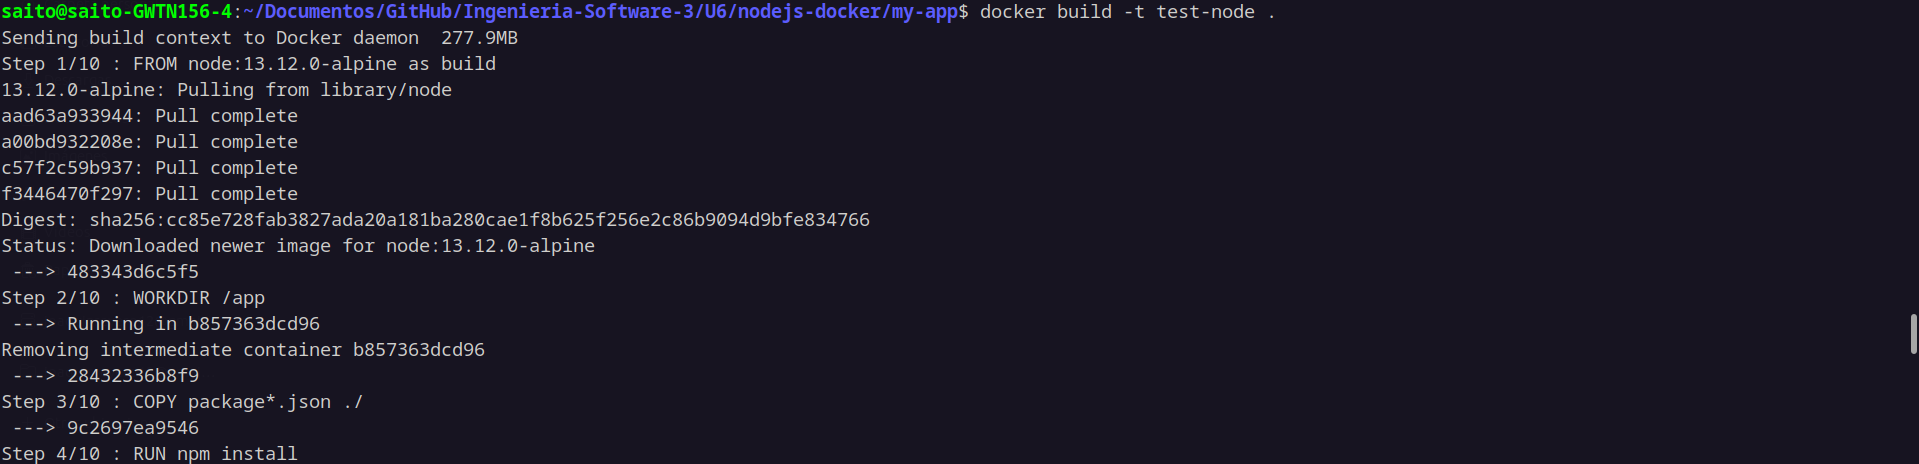 saito@saito-GWTN156-4:~/Documentos/GitHub/Ingenieria-Software-3/U6/nodejs-docker/my-app$ docker build -t test-node .
Sending build context to Docker daemon  277.9MB
Step 1/10 : FROM node:13.12.0-alpine as build
13.12.0-alpine: Pulling from library/node
aad63a933944: Pull complete
a00bd932208e: Pull complete
c57f2c59b937: Pull complete
f3446470f297: Pull complete
Digest: sha256:cc85e728fab3827ada20a181ba280cae1f8b625f256e2c86b9094d9bfe834766
Status: Downloaded newer image for node:13.12.0-alpine
 ---> 483343d6c5f5
Step 2/10 : WORKDIR /app
 ---> Running in b857363dcd96
Removing intermediate container b857363dcd96
 ---> 28432336b8f9
Step 3/10 : COPY package*.json ./
 ---> 9c2697ea9546
Step 4/10 : RUN npm install